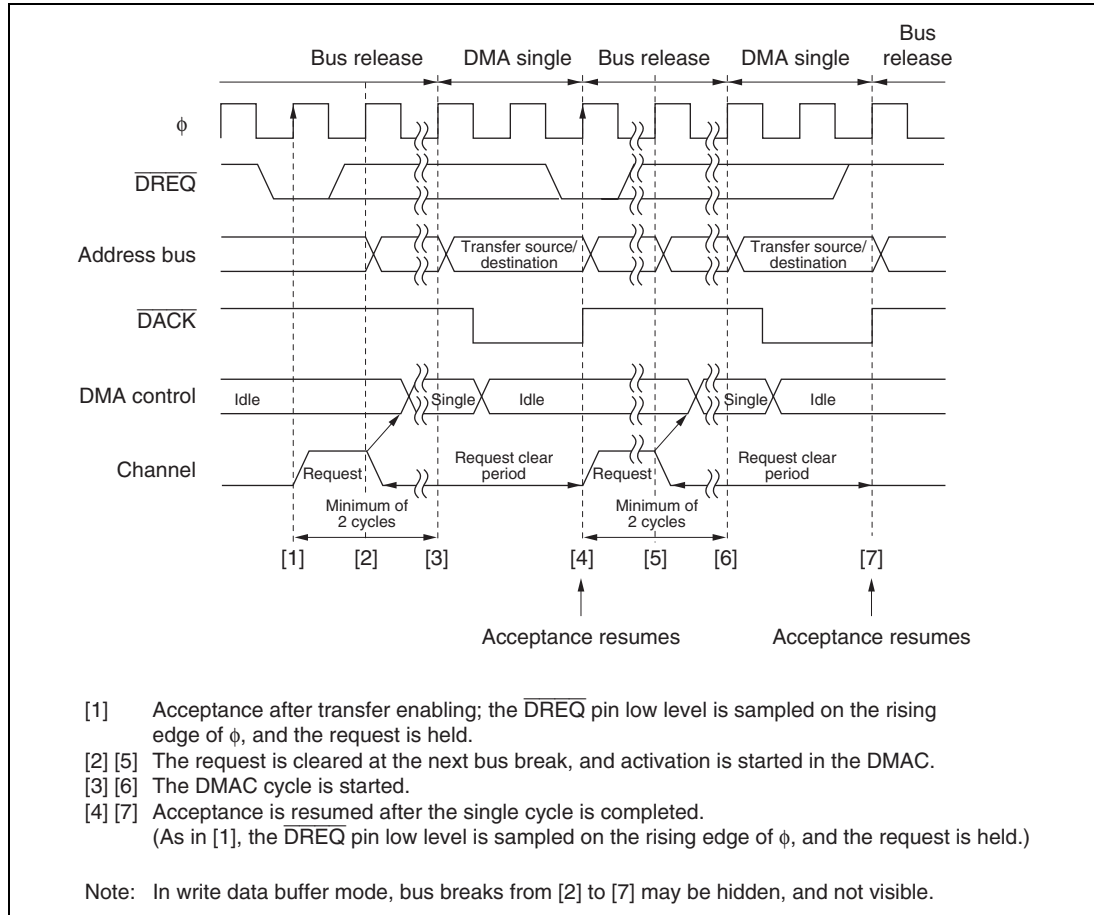 Bus release DMA single Bus release DMA single Bus release
φ
DREQ
Address bus Transfer source/ destination Transfer source/ destination
DACK
DMA control Idle Single Idle Single Idle
Channel Request Request clear period Request Request clear period
Minimum of 2 cycles Minimum of 2 cycles
[1] [2] [3] [4] [5] [6] [7]
Acceptance resumes Acceptance resumes
[1] Acceptance after transfer enabling; the DREQ pin low level is sampled on the rising
edge of φ, and the request is held.
[2] [5] The request is cleared at the next bus break, and activation is started in the DMAC.
[3] [6] The DMAC cycle is started.
[4] [7] Acceptance is resumed after the single cycle is completed.
(As in [1], the DREQ pin low level is sampled on the rising edge of φ, and the request is held.)
Note: In write data buffer mode, bus breaks from [2] to [7] may be hidden, and not visible.